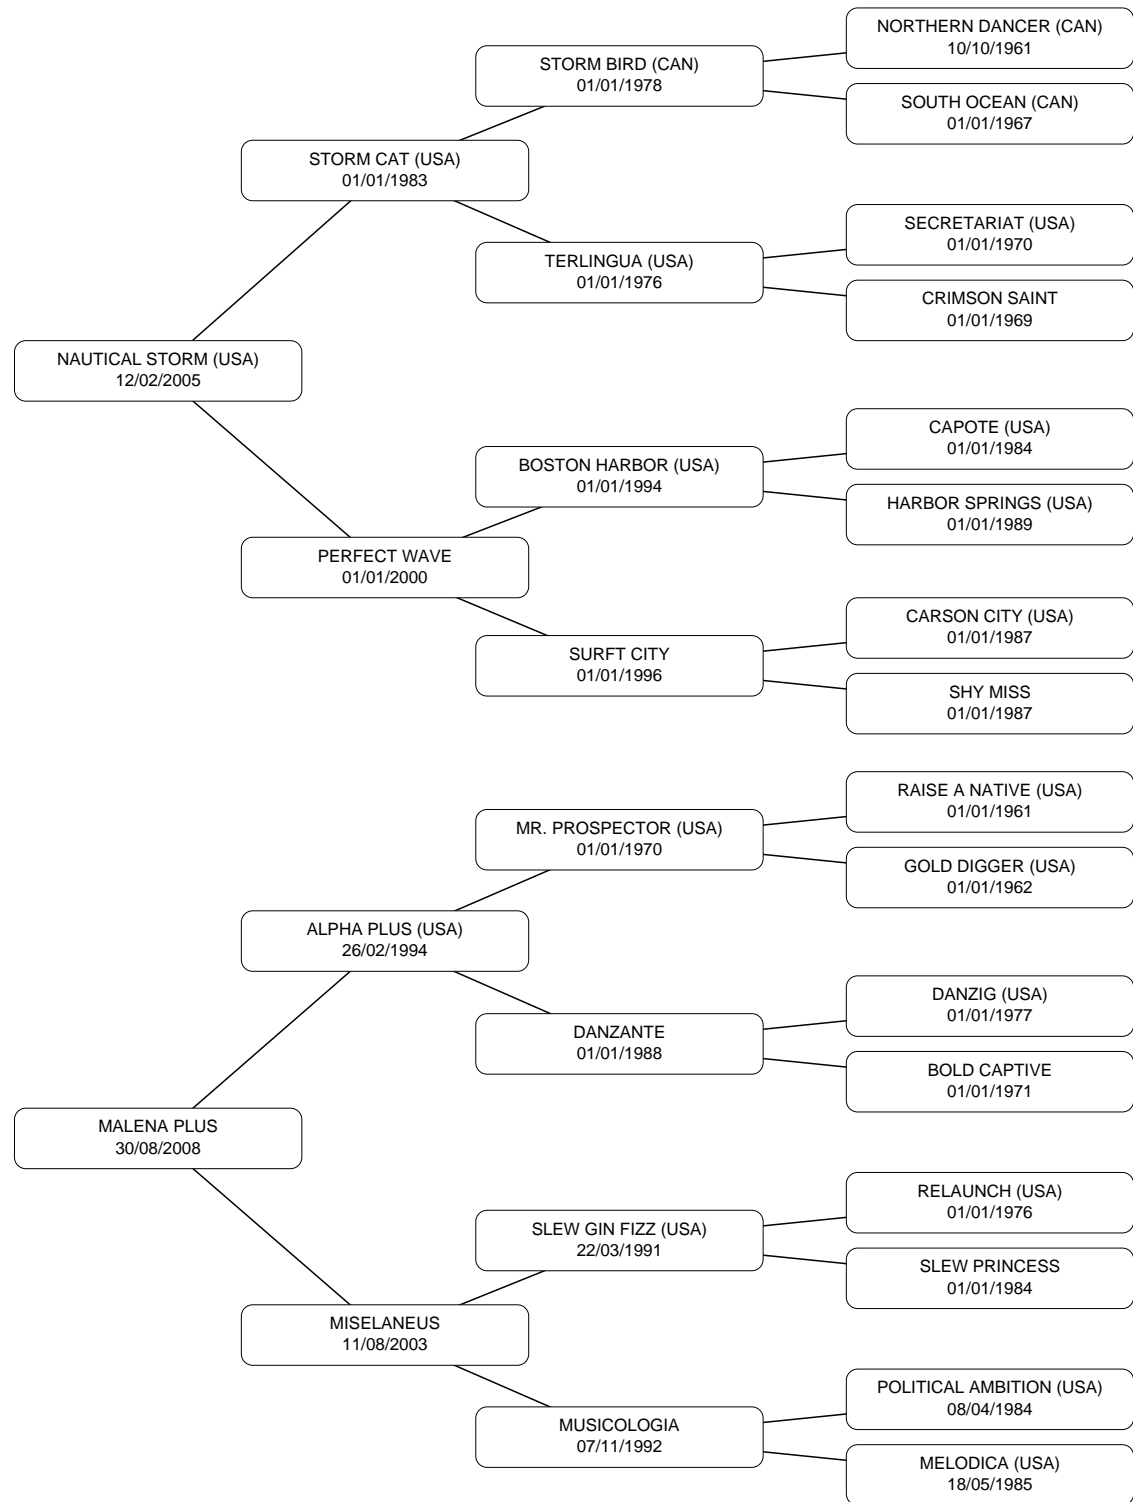 NORTHERN DANCER (CAN)
10/10/1961
STORM BIRD (CAN)
01/01/1978
SOUTH OCEAN (CAN)
01/01/1967
STORM CAT (USA)
01/01/1983
SECRETARIAT (USA)
01/01/1970
TERLINGUA (USA)
01/01/1976
CRIMSON SAINT
01/01/1969
NAUTICAL STORM (USA)
12/02/2005
CAPOTE (USA)
01/01/1984
BOSTON HARBOR (USA)
01/01/1994
HARBOR SPRINGS (USA)
01/01/1989
PERFECT WAVE
01/01/2000
CARSON CITY (USA)
01/01/1987
SURFT CITY
01/01/1996
SHY MISS
01/01/1987
RAISE A NATIVE (USA)
01/01/1961
MR. PROSPECTOR (USA)
01/01/1970
GOLD DIGGER (USA)
01/01/1962
ALPHA PLUS (USA)
26/02/1994
DANZIG (USA)
01/01/1977
DANZANTE
01/01/1988
BOLD CAPTIVE
01/01/1971
MALENA PLUS
30/08/2008
RELAUNCH (USA)
01/01/1976
SLEW GIN FIZZ (USA)
22/03/1991
SLEW PRINCESS
01/01/1984
MISELANEUS
11/08/2003
POLITICAL AMBITION (USA)
08/04/1984
MUSICOLOGIA
07/11/1992
MELODICA (USA)
18/05/1985